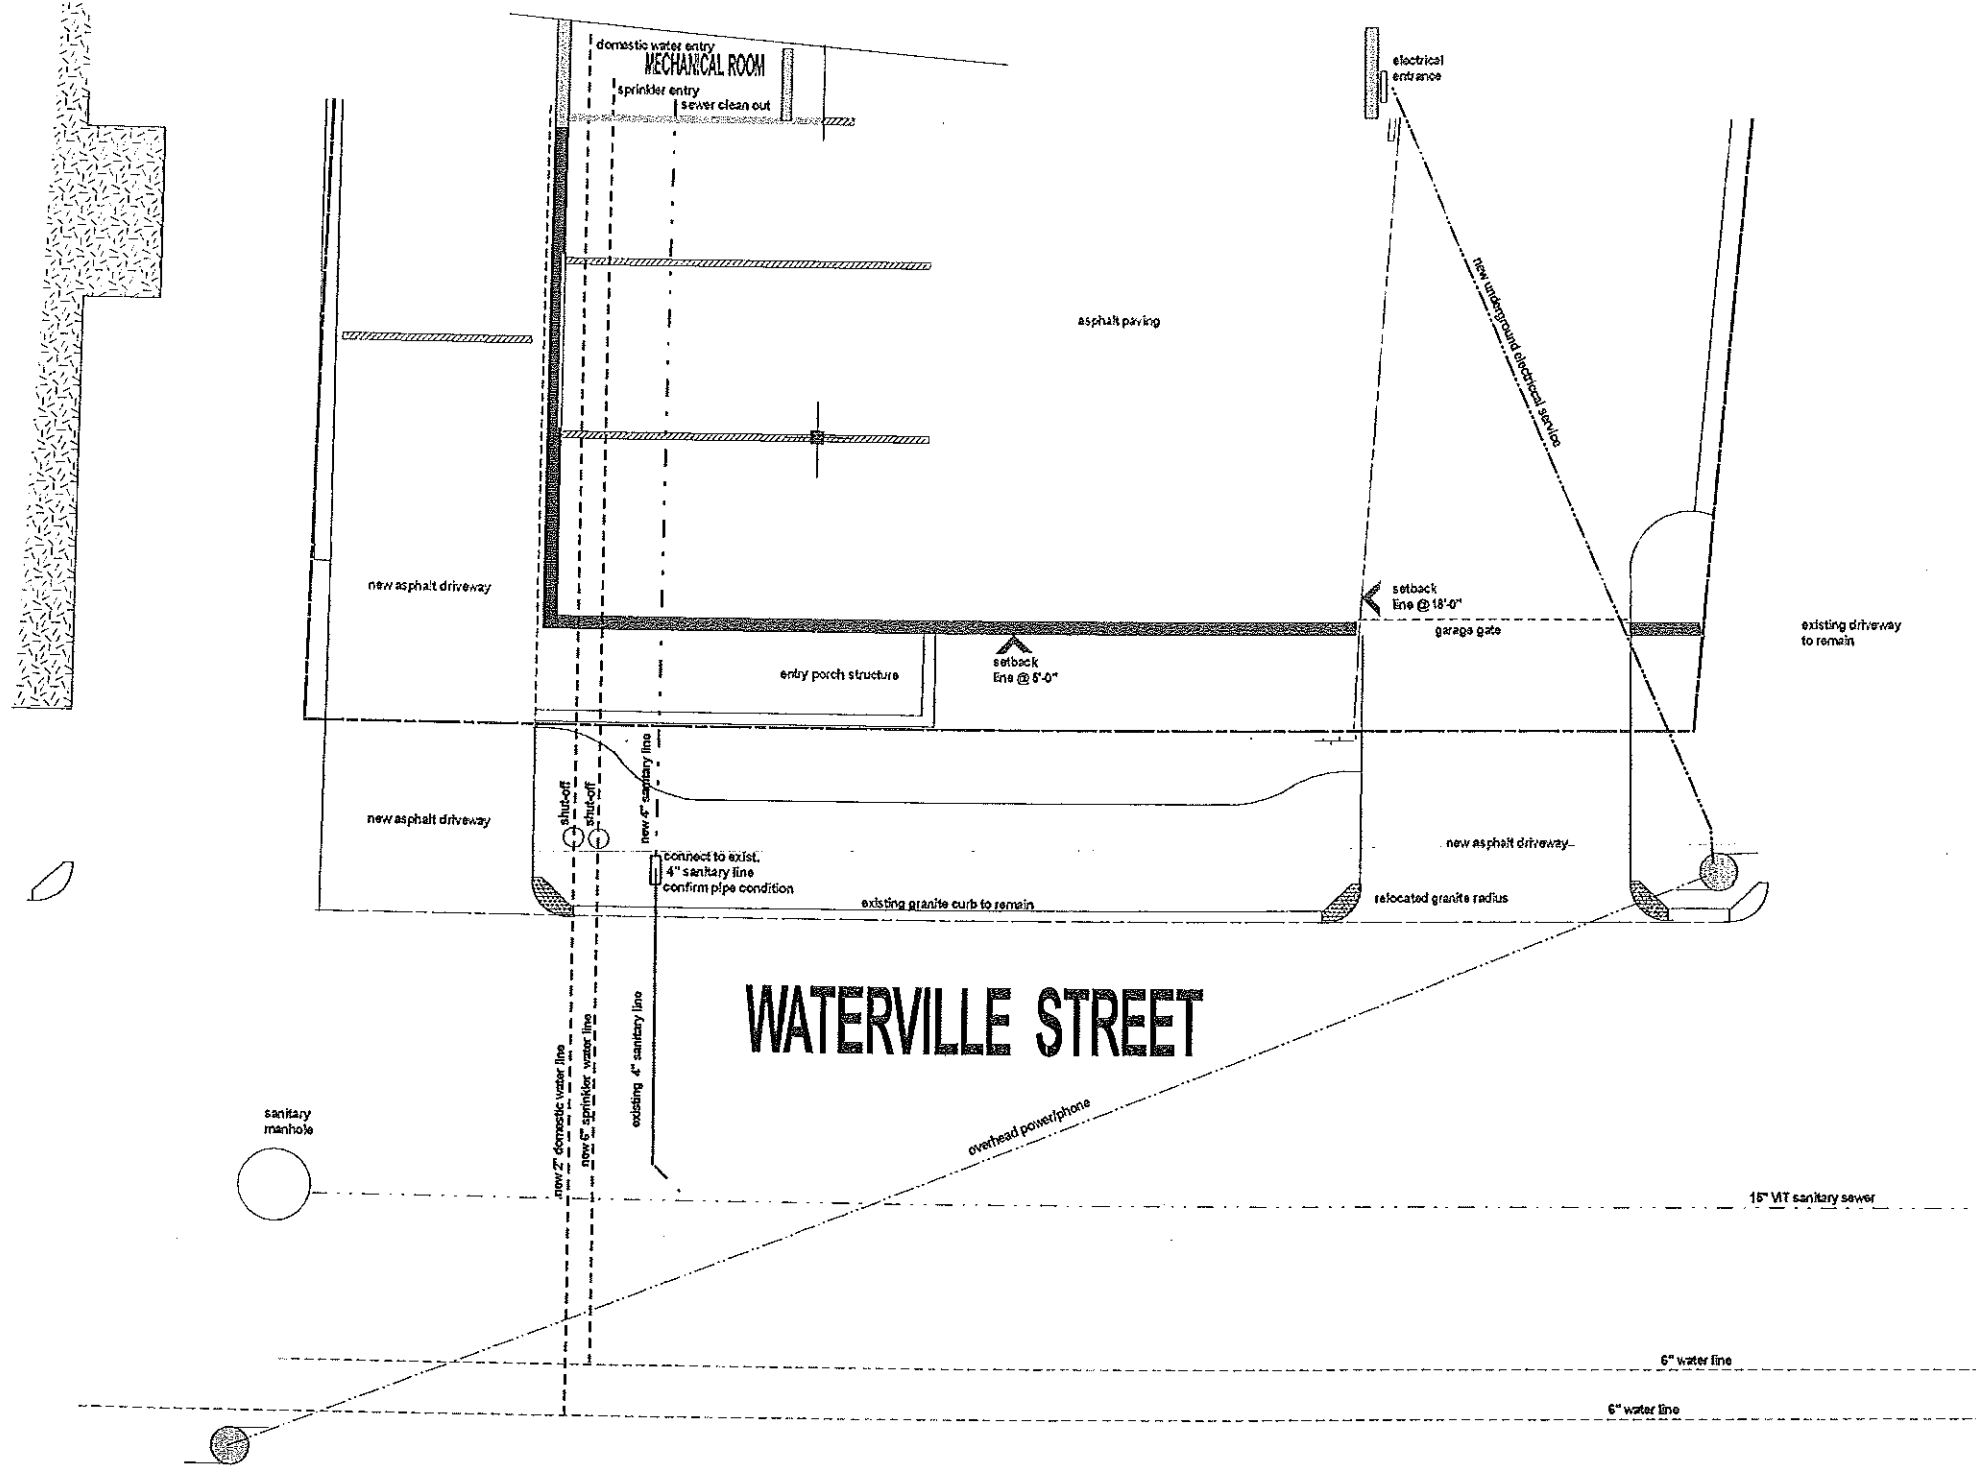 domestic water entry
MECHANICAL ROOM
sprinkler entry
sewer clean out
electrical
entrance
new underground electrical service
asphalt paving
new asphalt driveway
setback
line @ 18'-0"
garage gate
existing driveway
to remain
entry porch structure
setback
line @ 5'-0"
new 4" sanitary line
shut-off
shut-off
new asphalt driveway
new asphalt driveway
connect to exist.
4" sanitary line
confirm pipe condition
existing granite curb to remain
relocated granite radius
WATERVILLE STREET
existing 4" sanitary line
new 2" domestic water line
new 6" sprinkler water line
overhead power/phone
sanitary
manhole
15" VIT sanitary sewer
6" water line
6" water line